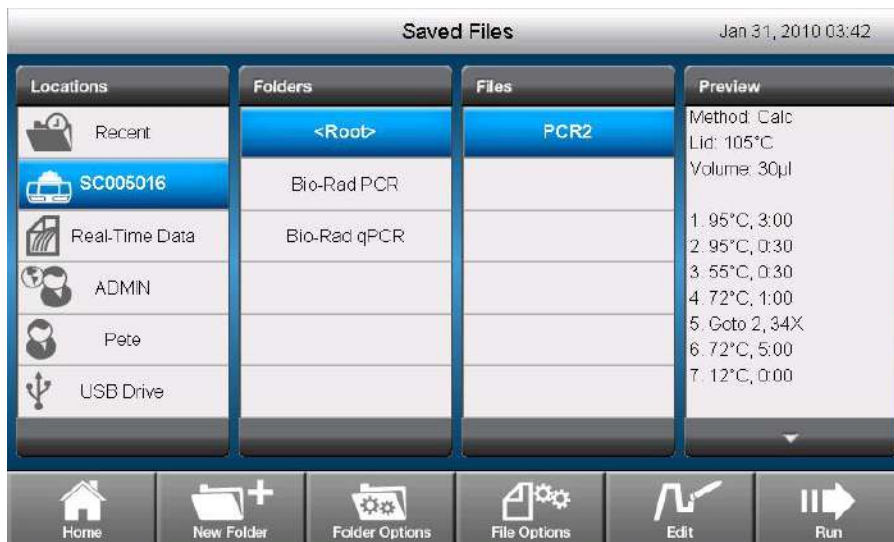 Saved Files
Jan 31, 2010 03:42
Locations
Recent
SC005016
Real-Time Data
ADMIN
Pete
USB Drive
Folders
<Root>
Bio-Rad PCR
Bio-Rad qPCR
Files
PCR2
Preview
Method: Calc
Lid: 105°C
Volume: 30µl
1. 95°C, 3:00
2. 95°C, 0:30
3. 55°C, 0:30
4. 72°C, 1:00
5. Goto 2, 34X
6. 72°C, 5:00
7. 12°C, 0:00
Home
New Folder
Folder Options
File Options
Edit
Run